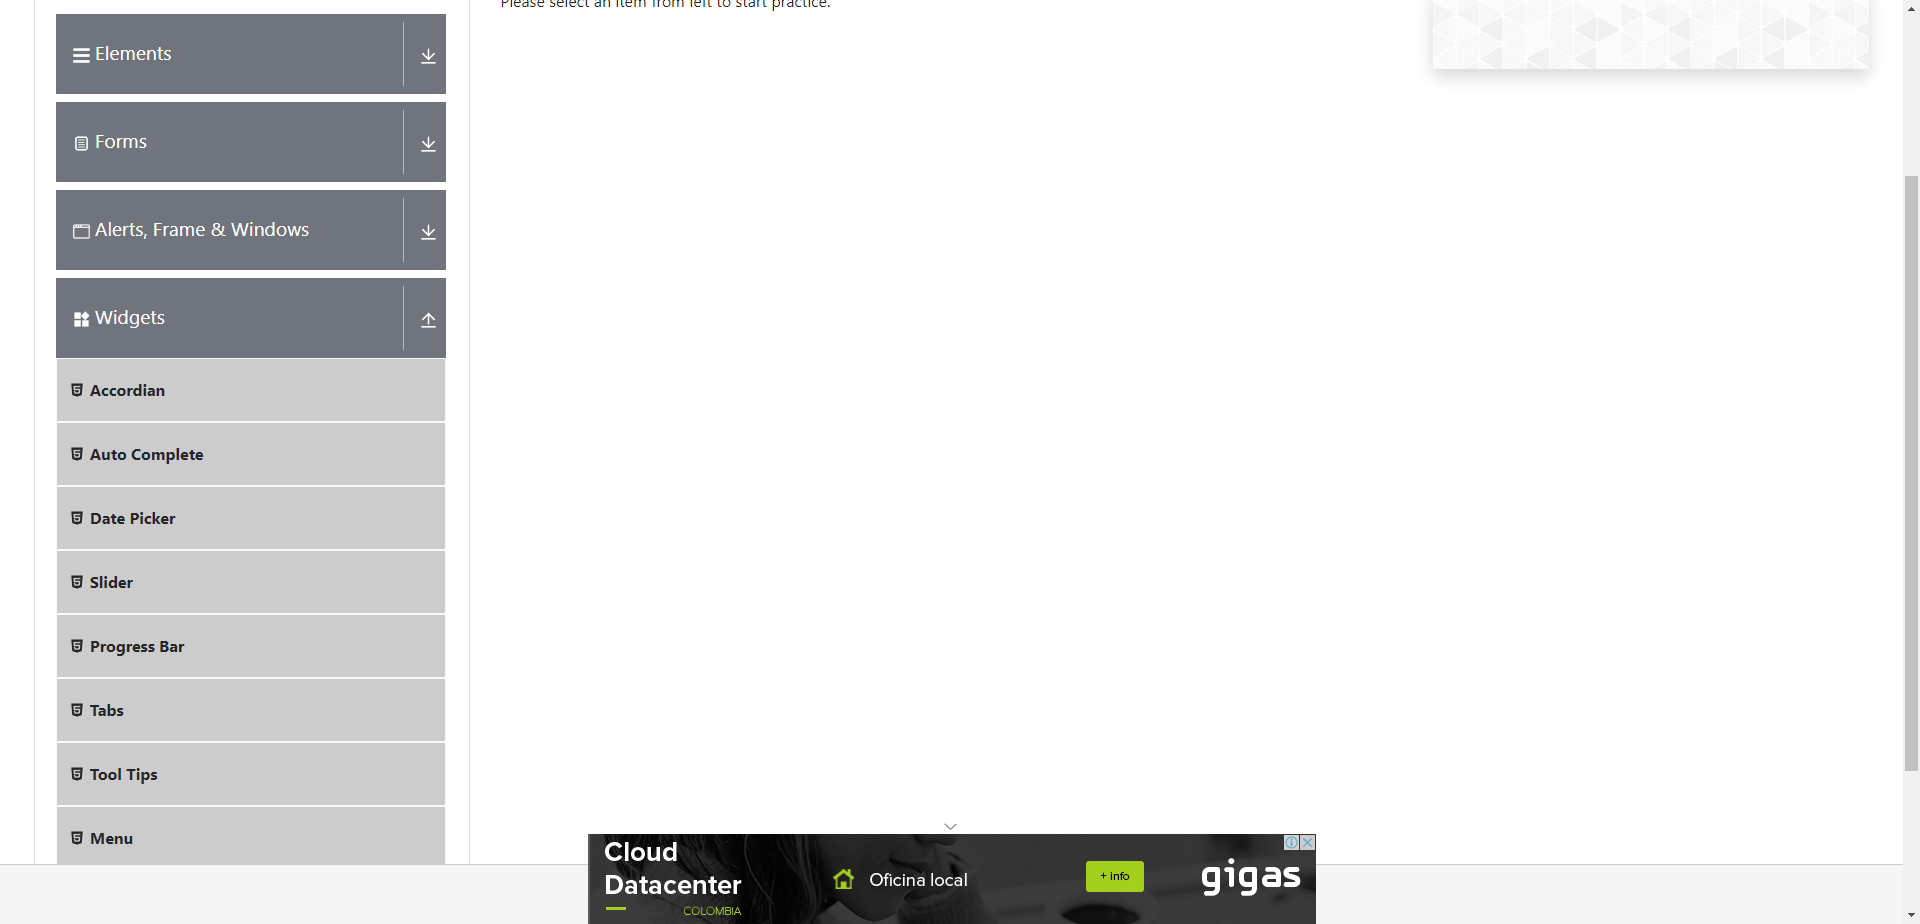 Please select an item from left to start practice.
Elements
Forms
Alerts, Frame & Windows
Widgets
Accordian
Auto Complete
Date Picker
Slider
Progress Bar
Tabs
Tool Tips
Menu
Cloud
Datacenter
COLOMBIA
Oficina local
+ info
gigas